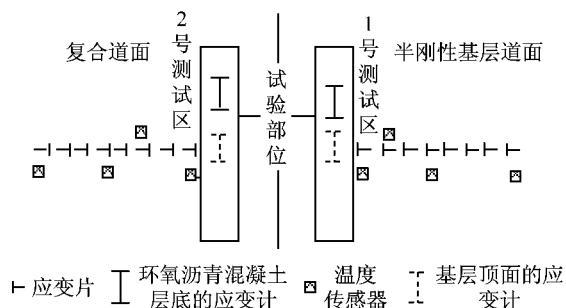 复合道面
2号测试区
试验部位
1号测试区
半刚性基层道面
应变片
环氧沥青混凝土
层底的应变计
温度
传感器
基层顶面的应
变计